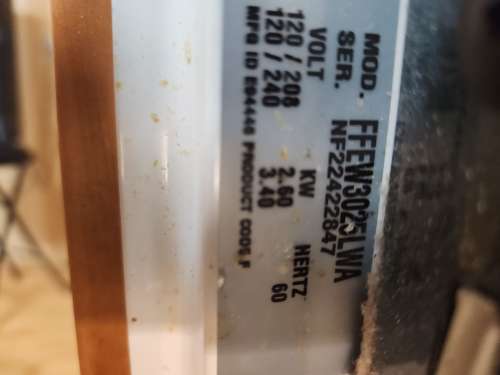 MOD. FFEW3025LWA
SER. NF22422847
VOLT KW HERTZ
120 / 208 2.60 60
120 / 240 3.40
MFG ID E94446 PRODUCT CODE.F